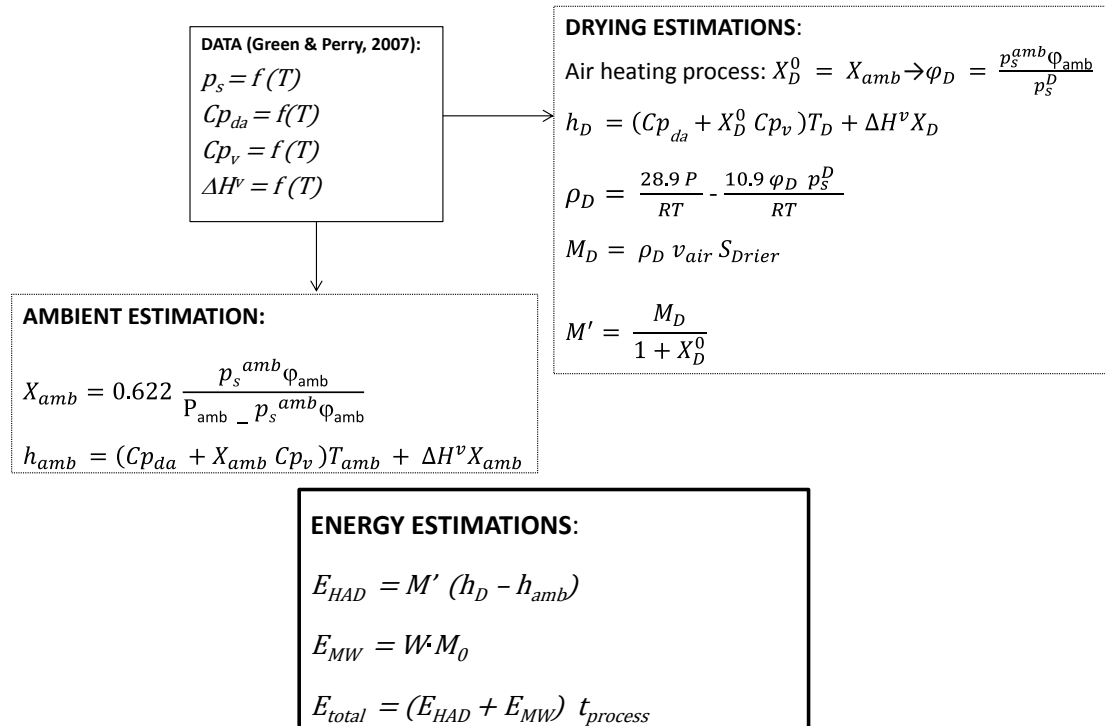 DATA (Green & Perry, 2007):
p_s = f (T)
Cp_da = f(T)
Cp_v = f (T)
ΔH^v = f (T)
DRYING ESTIMATIONS:
Air heating process: X_D^0 = X_amb → φ_D = p_s^amb φ_amb / p_s^D
h_D = (Cp_da + X_D^0 Cp_v) T_D + ΔH^v X_D
ρ_D = 28.9 P / RT - 10.9 φ_D p_s^D / RT
M_D = ρ_D v_air S_Drier
M' = M_D / 1 + X_D^0
AMBIENT ESTIMATION:
X_amb = 0.622 p_s^amb φ_amb / P_amb _ p_s^amb φ_amb
h_amb = (Cp_da + X_amb Cp_v) T_amb + ΔH^v X_amb
ENERGY ESTIMATIONS:
E_HAD = M’ (h_D – h_amb)
E_MW = W·M_0
E_total = (E_HAD + E_MW) t_process